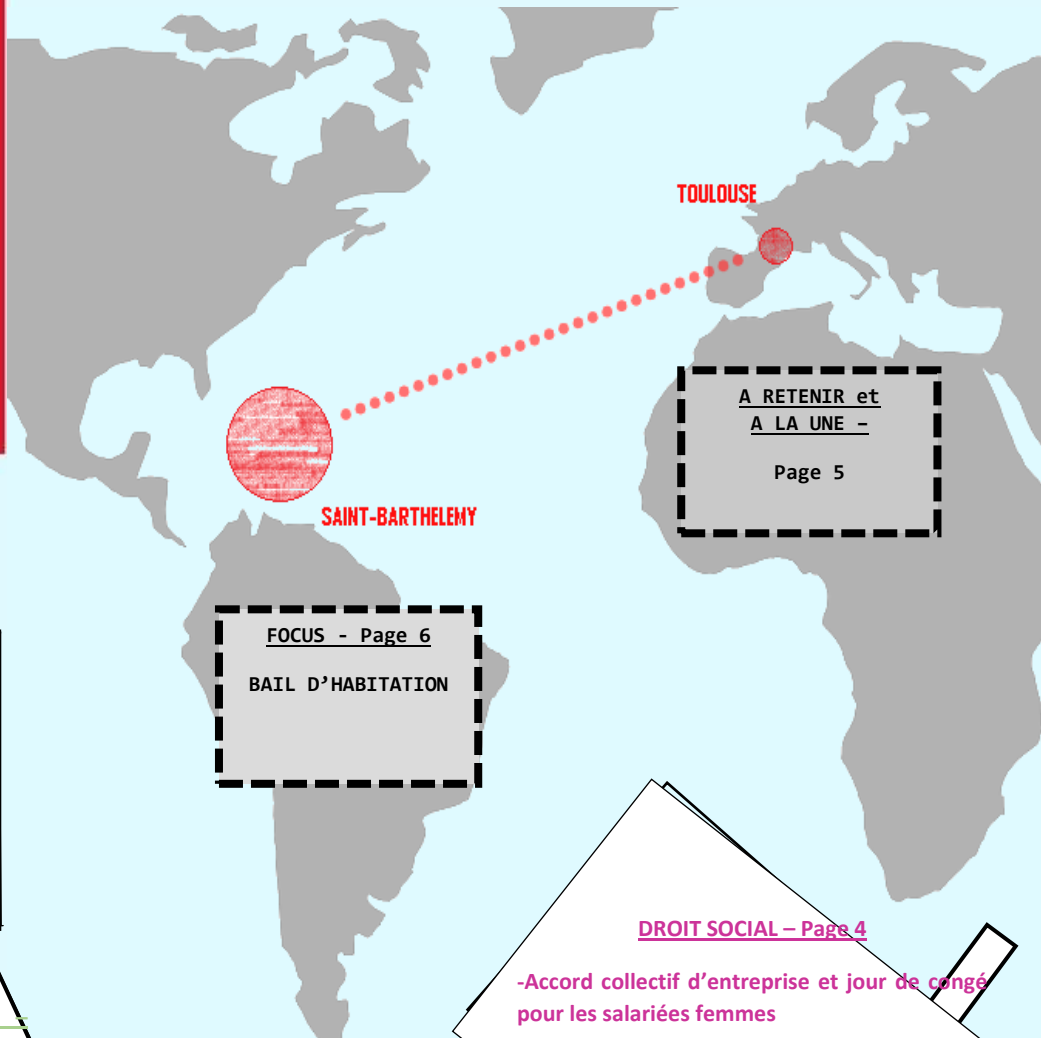 TOULOUSE
A RETENIR et
A LA UNE –
Page 5
SAINT-BARTHELEMY
FOCUS - Page 6
BAIL D’HABITATION
DROIT SOCIAL – Page 4
-Accord collectif d’entreprise et jour de congé
pour les salariées femmes